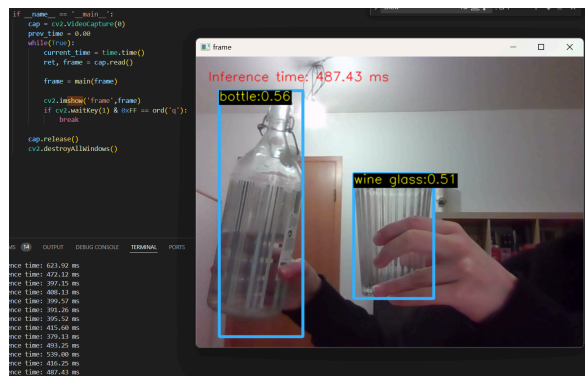 if __name__ == '__main__':
cap = cv2.VideoCapture(0)
prev_time = 0.00
while(True):
current_time = time.time()
ret, frame = cap.read()
frame = main(frame)
cv2.imshow('frame',frame)
if cv2.waitKey(1) & 0xFF == ord('q'):
break
cap.release()
cv2.destroyAllWindows()
frame
Inference time: 487.43 ms
bottle:0.56
wine glass:0.51
MS 14 OUTPUT DEBUG CONSOLE TERMINAL PORTS
ence time: 623.92 ms
ence time: 472.12 ms
ence time: 397.15 ms
ence time: 408.13 ms
ence time: 399.57 ms
ence time: 391.26 ms
ence time: 395.52 ms
ence time: 415.60 ms
ence time: 379.13 ms
ence time: 493.25 ms
ence time: 539.00 ms
ence time: 416.25 ms
ence time: 487.43 ms